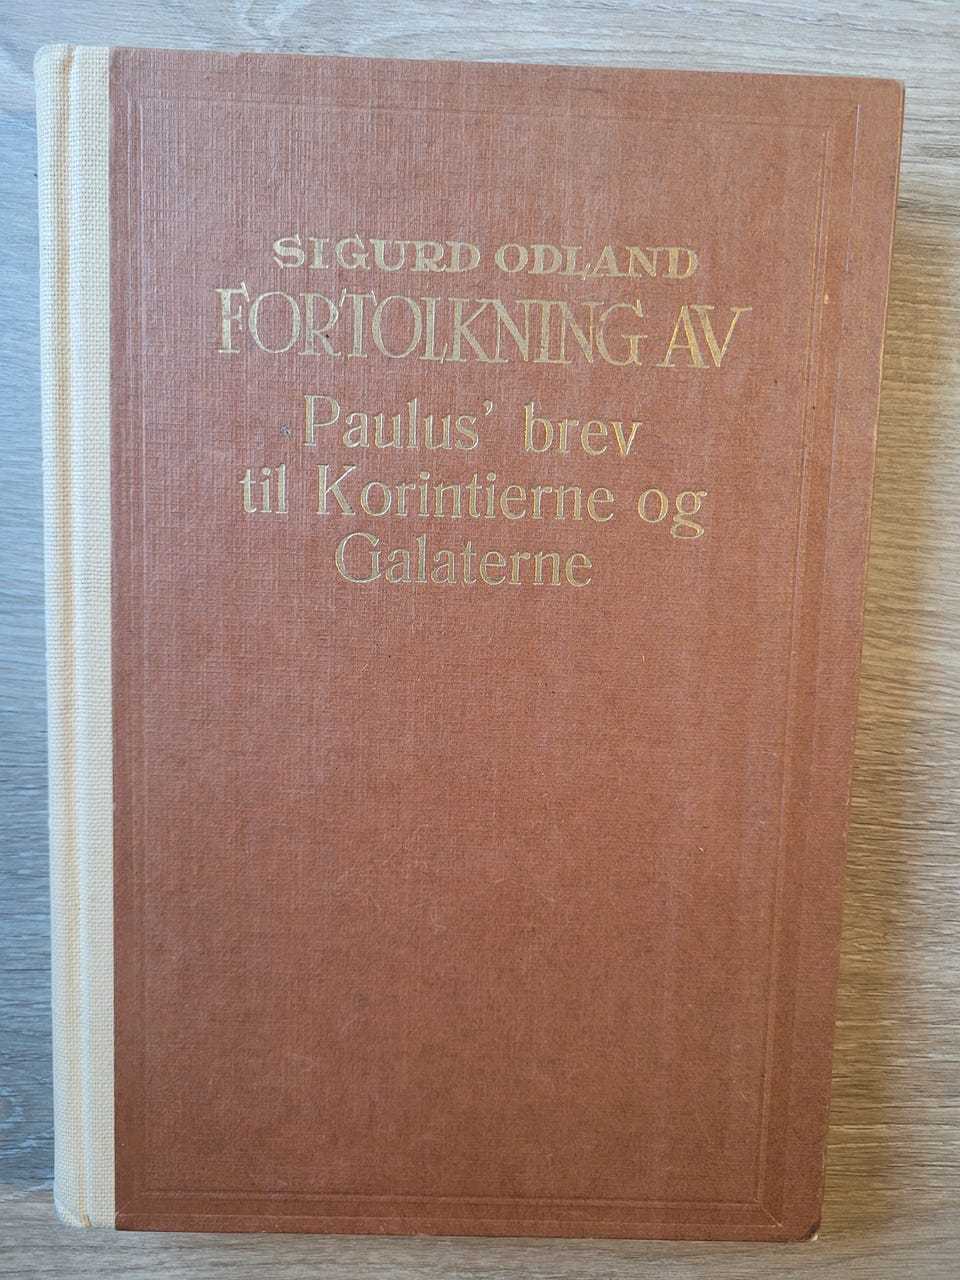 SIGURD ODLAND
FORTOLKNING AV
Paulus' brev
til Korintierne og
Galaterne